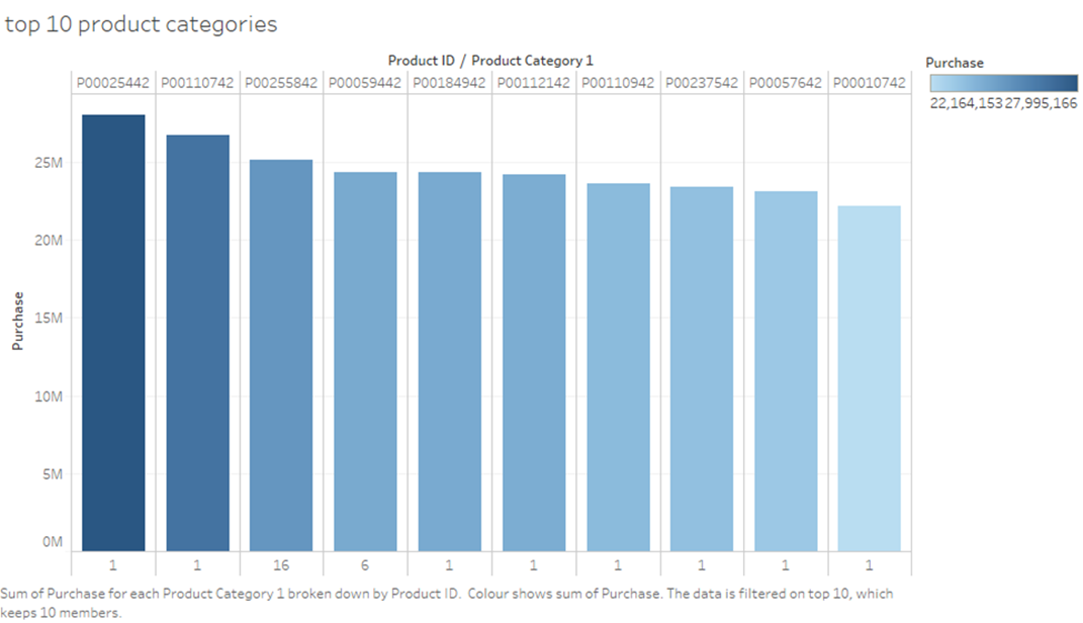 top 10 product categories
Product ID / Product Category 1
P00025442 P00110742 P00255842 P00059442 P00184942 P00112142 P00110942 P00237542 P00057642 P00010742
Purchase
22,164,153 27,995,166
25M
20M
15M
10M
5M
0M
Purchase
1 1 16 6 1 1 1 1 1 1
Sum of Purchase for each Product Category 1 broken down by Product ID. Colour shows sum of Purchase. The data is filtered on top 10, which
keeps 10 members.